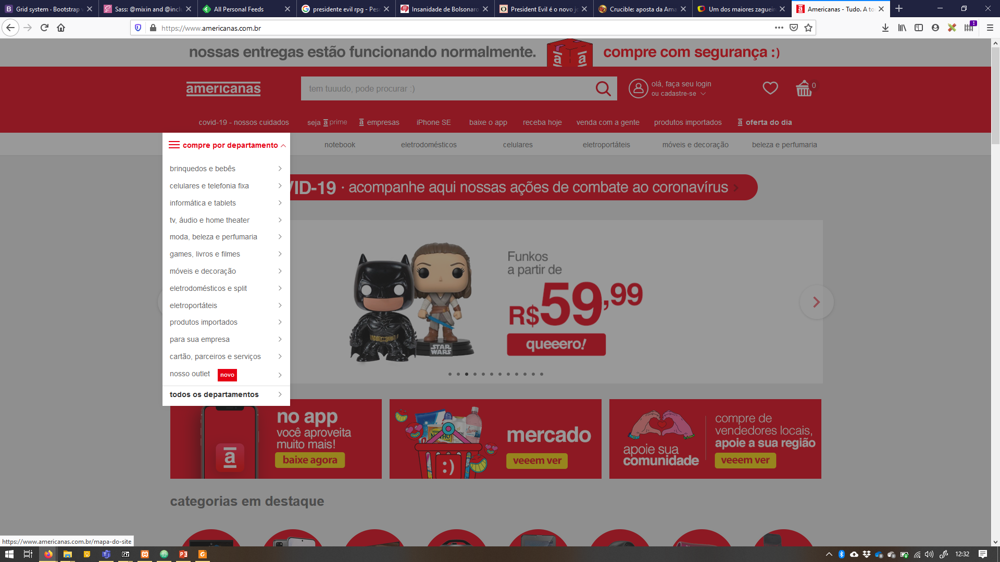 Grid system · Bootstrap v
Sass: @mixin and @inclu
All Personal Feeds
presidente evil rpg - Pesq
Insanidade de Bolsonaro
President Evil é o novo jo
Crucible: aposta da Ama
Um dos maiores zagueir
Americanas - Tudo. A to
https://www.americanas.com.br
nossas entregas estão funcionando normalmente.
compre com segurança :)
americanas
tem tuuudo, pode procurar :)
olá, faça seu login
ou cadastre-se
0
covid-19 - nossos cuidados
seja a prime
a empresas
iPhone SE
baixe o app
receba hoje
venda com a gente
produtos importados
a oferta do dia
compre por departamento
notebook
eletrodomésticos
celulares
eletroportáteis
móveis e decoração
beleza e perfumaria
brinquedos e bebês
celulares e telefonia fixa
informática e tablets
tv, áudio e home theater
moda, beleza e perfumaria
games, livros e filmes
móveis e decoração
eletrodomésticos e split
eletroportáteis
produtos importados
para sua empresa
cartão, parceiros e serviços
nosso outlet novo
todos os departamentos
VID-19 · acompanhe aqui nossas ações de combate ao coronavírus
STAR
WARS
Funkos
a partir de
R$59,99
queeero!
no app
você aproveita
muito mais!
baixe agora
mercado
veeem ver
apoie sua
comunidade
compre de
vendedores locais,
apoie a sua região
veeem ver
categorias em destaque
https://www.americanas.com.br/mapa-do-site
12:32